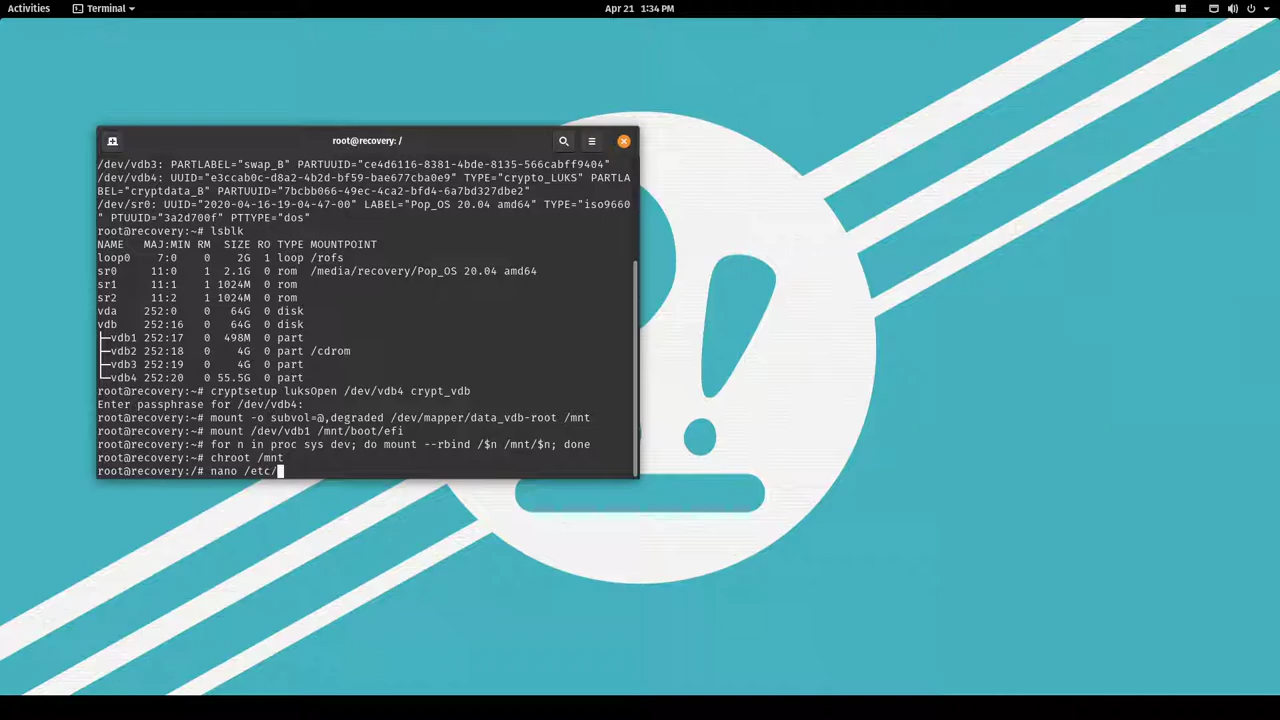 Activities Terminal Apr 21 1:34 PM
root@recovery: /
/dev/vdb3: PARTLABEL="swap_B" PARTUUID="ce4d6116-8381-4bde-8135-566cabff9404"
/dev/vdb4: UUID="e3ccab0c-d8a2-4b2d-bf59-bae677cba0e9" TYPE="crypto_LUKS" PARTLA
BEL="cryptdata_B" PARTUUID="7bcbb066-49ec-4ca2-bfd4-6a7bd327dbe2"
/dev/sr0: UUID="2020-04-16-19-04-47-00" LABEL="Pop_OS 20.04 amd64" TYPE="iso9660
" PTUUID="3a2d700f" PTTYPE="dos"
root@recovery:~# lsblk
NAME   MAJ:MIN RM  SIZE RO TYPE MOUNTPOINT
loop0    7:0    0    2G  1 loop /rofs
sr0     11:0    1  2.1G  0 rom  /media/recovery/Pop_OS 20.04 amd64
sr1     11:1    1 1024M  0 rom
sr2     11:2    1 1024M  0 rom
vda    252:0    0   64G  0 disk
vdb    252:16   0   64G  0 disk
├─vdb1 252:17   0  498M  0 part
├─vdb2 252:18   0    4G  0 part /cdrom
├─vdb3 252:19   0    4G  0 part
└─vdb4 252:20   0 55.5G  0 part
root@recovery:~# cryptsetup luksOpen /dev/vdb4 crypt_vdb
Enter passphrase for /dev/vdb4:
root@recovery:~# mount -o subvol=@,degraded /dev/mapper/data_vdb-root /mnt
root@recovery:~# mount /dev/vdb1 /mnt/boot/efi
root@recovery:~# for n in proc sys dev; do mount --rbind /$n /mnt/$n; done
root@recovery:~# chroot /mnt
root@recovery:/# nano /etc/